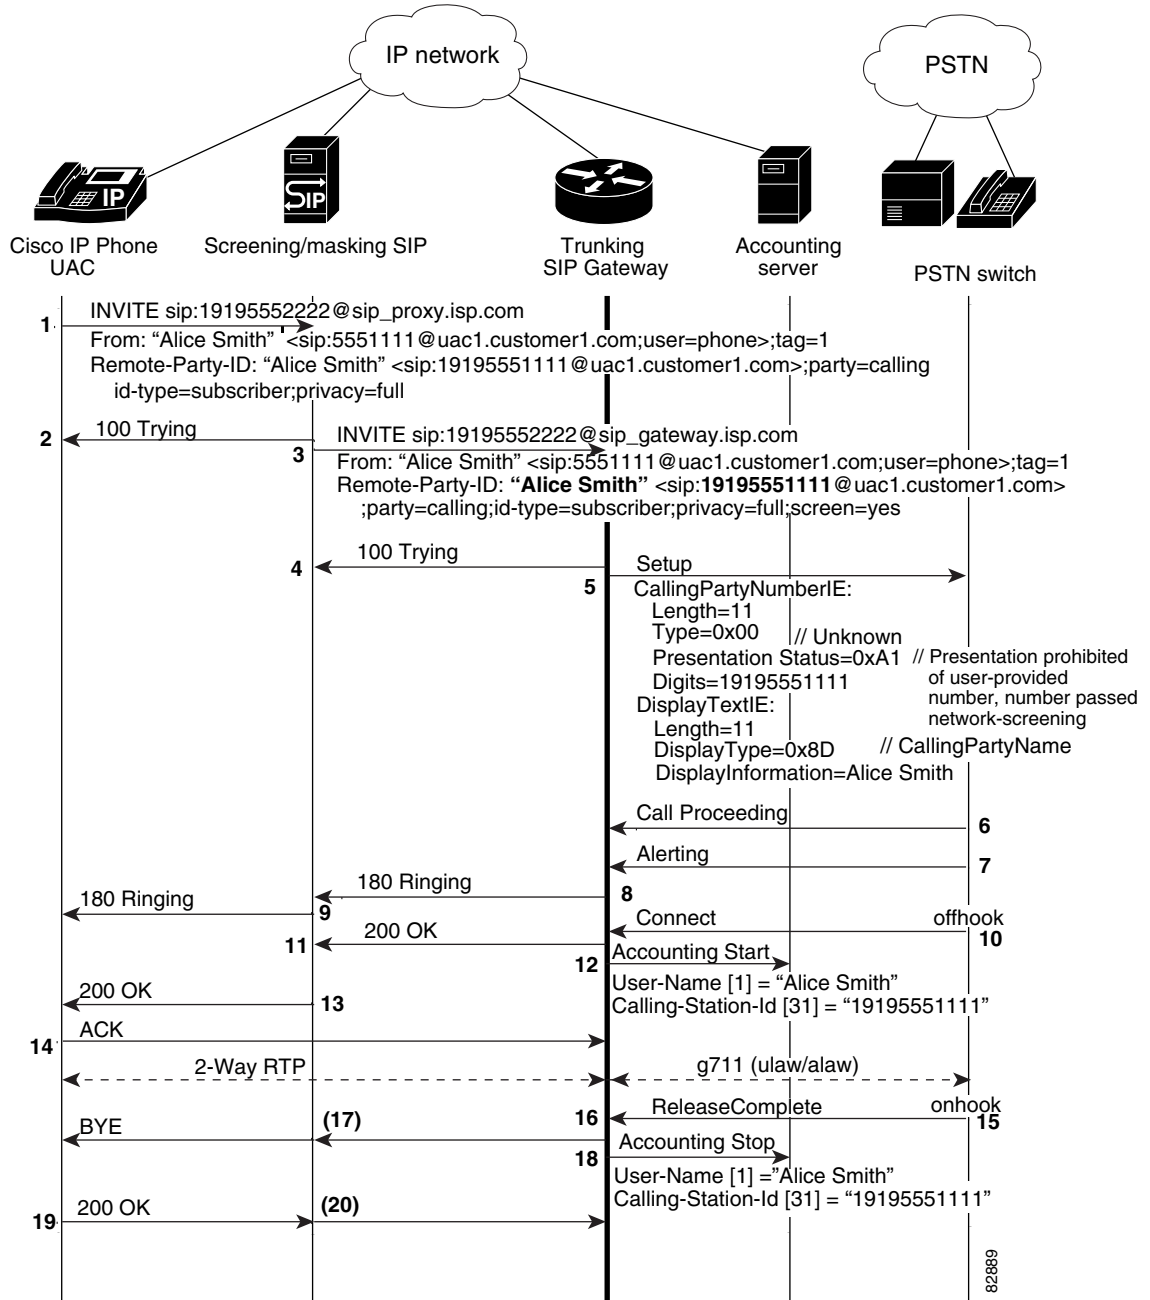 IP network
PSTN
IP
SIP
Cisco IP Phone
UAC
Screening/masking SIP
Trunking
SIP Gateway
Accounting
server
PSTN switch
1
INVITE sip:19195552222@sip_proxy.isp.com
From: “Alice Smith” <sip:5551111@uac1.customer1.com;user=phone>;tag=1
Remote-Party-ID: “Alice Smith” <sip:19195551111@uac1.customer1.com>;party=calling
id-type=subscriber;privacy=full
2
100 Trying
3
INVITE sip:19195552222@sip_gateway.isp.com
From: “Alice Smith” <sip:5551111@uac1.customer1.com;user=phone>;tag=1
Remote-Party-ID: “Alice Smith” <sip:19195551111@uac1.customer1.com>
;party=calling;id-type=subscriber;privacy=full;screen=yes
4
100 Trying
5
Setup
CallingPartyNumberIE:
Length=11
Type=0x00 // Unknown
Presentation Status=0xA1 // Presentation prohibited
of user-provided
number, number passed
network-screening
Digits=19195551111
DisplayTextIE:
Length=11
DisplayType=0x8D // CallingPartyName
DisplayInformation=Alice Smith
Call Proceeding
6
Alerting
7
180 Ringing
8
180 Ringing
9
Connect
offhook
10
11
200 OK
12
Accounting Start
User-Name [1] = “Alice Smith”
Calling-Station-Id [31] = “19195551111”
200 OK
13
14
ACK
2-Way RTP
g711 (ulaw/alaw)
16
ReleaseComplete
onhook
15
BYE
(17)
18
Accounting Stop
User-Name [1] =”Alice Smith”
Calling-Station-Id [31] = “19195551111”
19
200 OK
(20)
82889